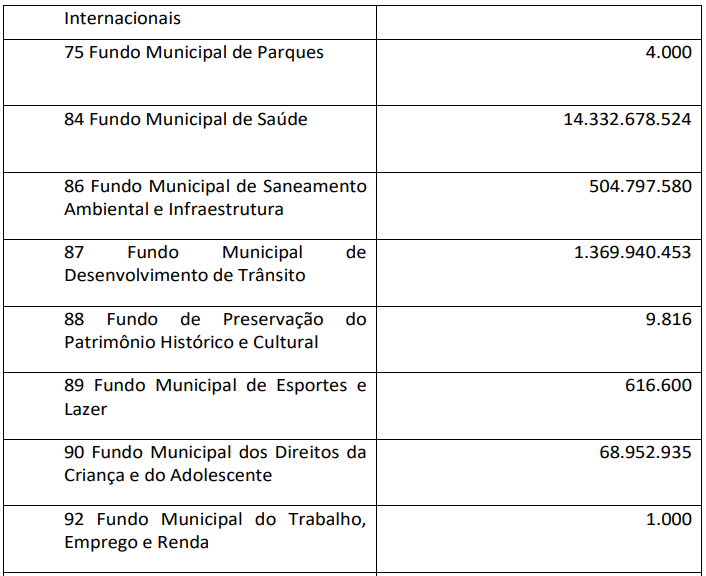 Internacionais
75 Fundo Municipal de Parques 4.000
84 Fundo Municipal de Saúde 14.332.678.524
86 Fundo Municipal de Saneamento 504.797.580
Ambiental e Infraestrutura
87 Fundo Municipal de 1.369.940.453
Desenvolvimento de Trânsito
88 Fundo de Preservação do 9.816
Patrimônio Histórico e Cultural
89 Fundo Municipal de Esportes e 616.600
Lazer
90 Fundo Municipal dos Direitos da 68.952.935
Criança e do Adolescente
92 Fundo Municipal do Trabalho, 1.000
Emprego e Renda